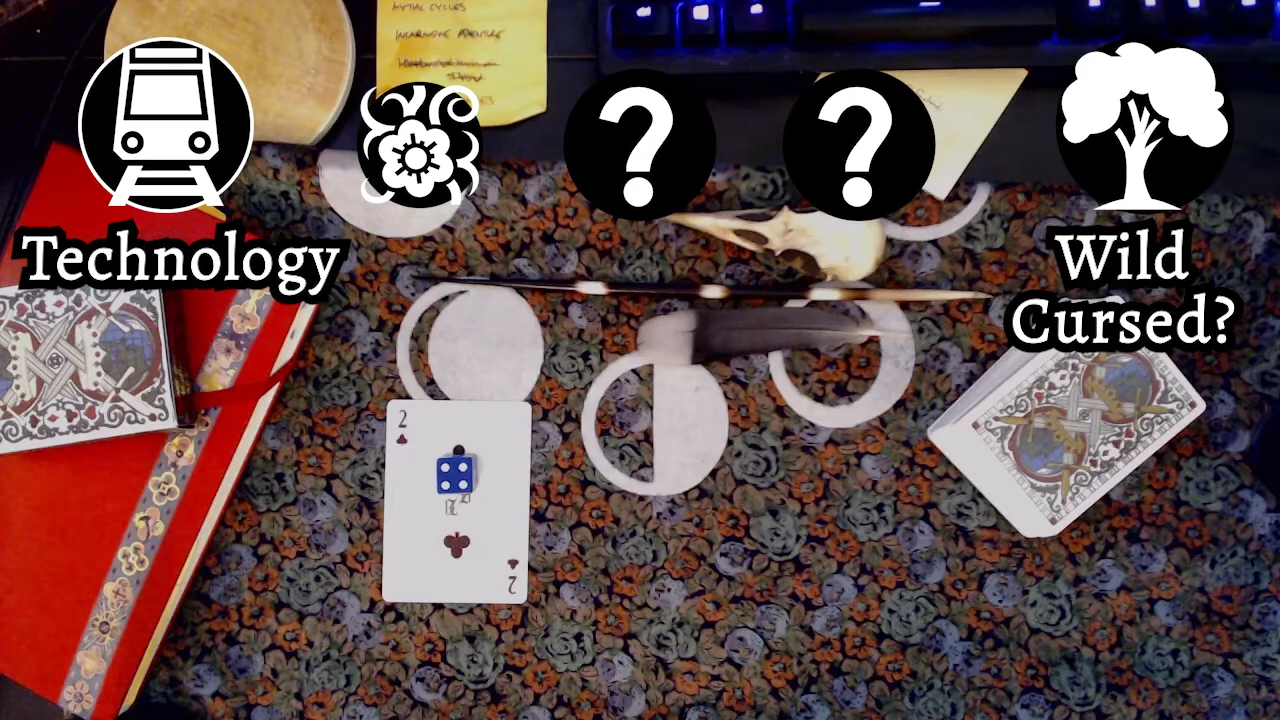 MYTHIC CYCLES
? ?
Technology
Wild
Cursed?
2
2